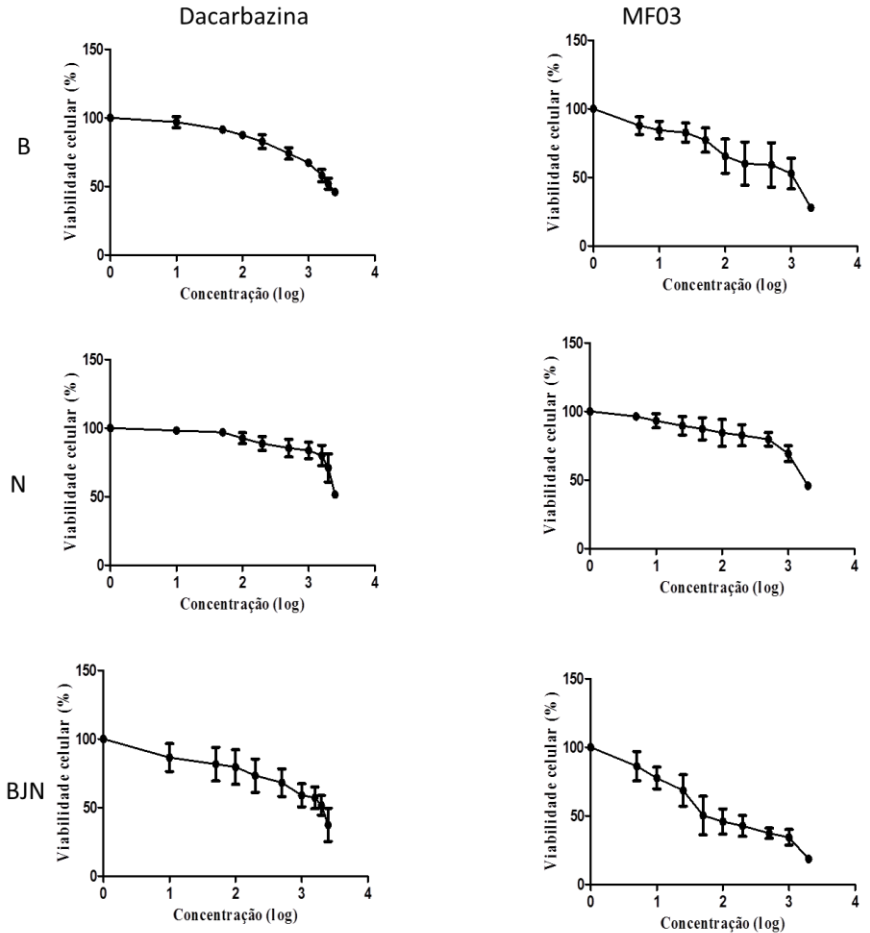 Dacarbazina
MF03
B
Viabilidade celular (%)
150
100
50
0
0 1 2 3 4
Concentração (log)
Viabilidade celular (%)
150
100
50
0
0 1 2 3 4
Concentração (log)
N
Viabilidade celular (%)
150
100
50
0
0 1 2 3 4
Concentração (log)
Viabilidade celular (%)
150
100
50
0
0 1 2 3 4
Concentração (log)
BJN
Viabilidade celular (%)
150
100
50
0
0 1 2 3 4
Concentração (log)
Viabilidade celular (%)
150
100
50
0
0 1 2 3 4
Concentração (log)